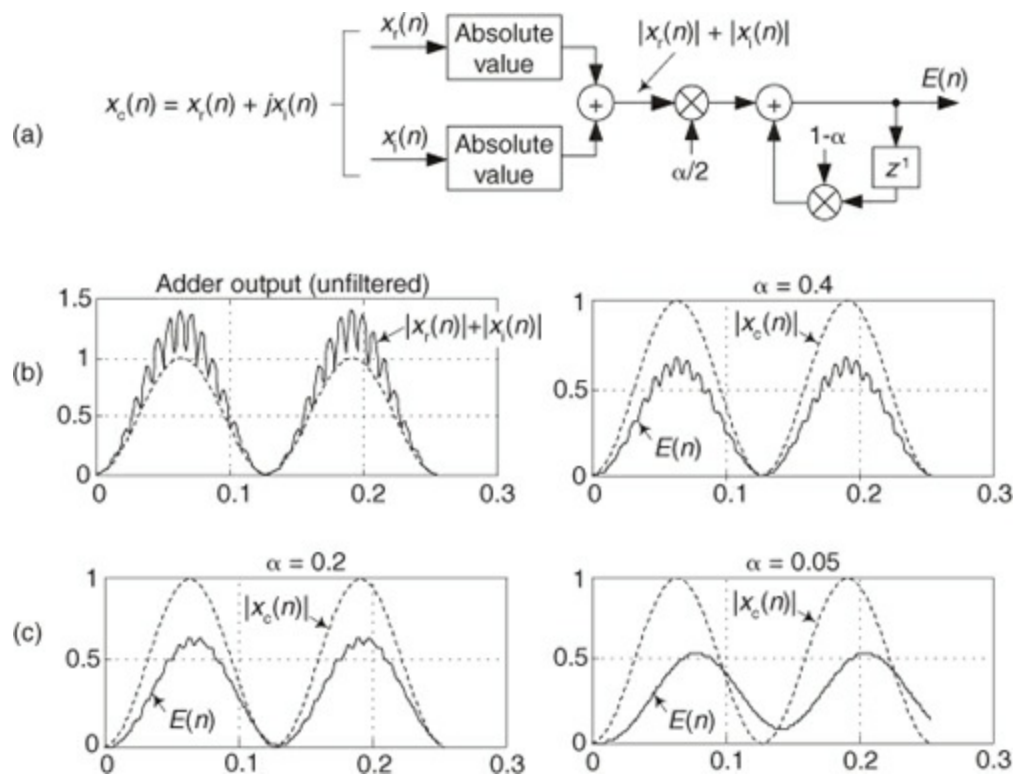 (a)
x_c(n) = x_r(n) + jx_i(n)
x_r(n)
Absolute value
x_i(n)
Absolute value
+
|x_r(n)| + |x_i(n)|
α/2
+
1-α
z¹
E(n)
(b)
Adder output (unfiltered)
1.5
1
0.5
0
|x_r(n)|+|x_i(n)|
0 0.1 0.2 0.3
α = 0.4
1
0.5
0
|x_c(n)|
E(n)
0 0.1 0.2 0.3
(c)
α = 0.2
1
0.5
0
|x_c(n)|
E(n)
0 0.1 0.2 0.3
α = 0.05
1
0.5
0
|x_c(n)|
E(n)
0 0.1 0.2 0.3